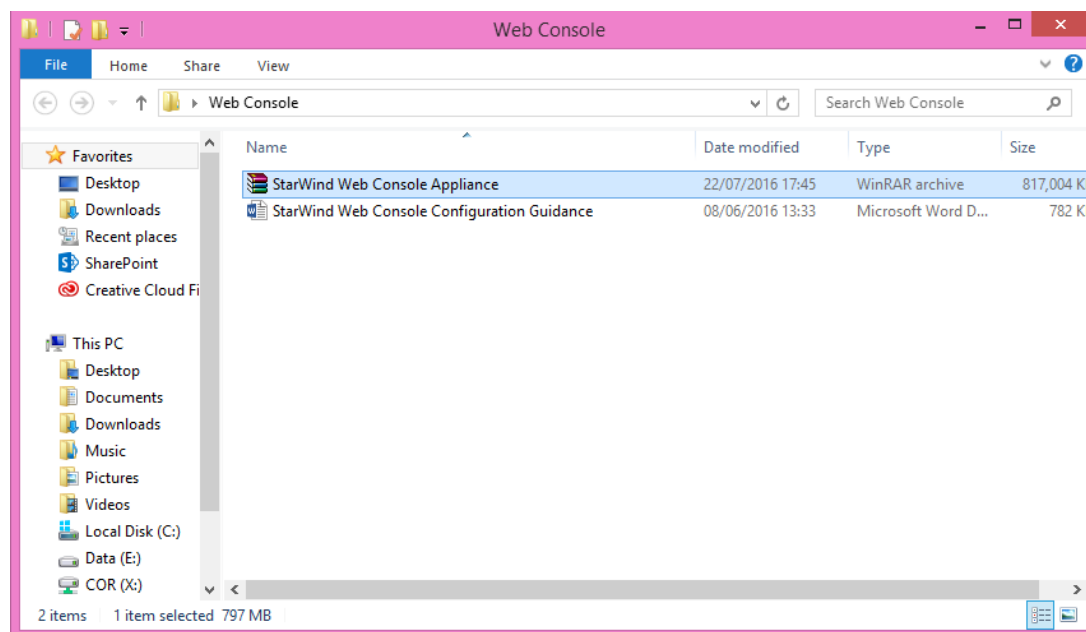 Web Console
File Home Share View
Web Console Search Web Console
Name Date modified Type Size
StarWind Web Console Appliance 22/07/2016 17:45 WinRAR archive 817,004 K
StarWind Web Console Configuration Guidance 08/06/2016 13:33 Microsoft Word D... 782 K
Favorites
Desktop
Downloads
Recent places
SharePoint
Creative Cloud Fi
This PC
Desktop
Documents
Downloads
Music
Pictures
Videos
Local Disk (C:)
Data (E:)
COR (X:)
2 items 1 item selected 797 MB